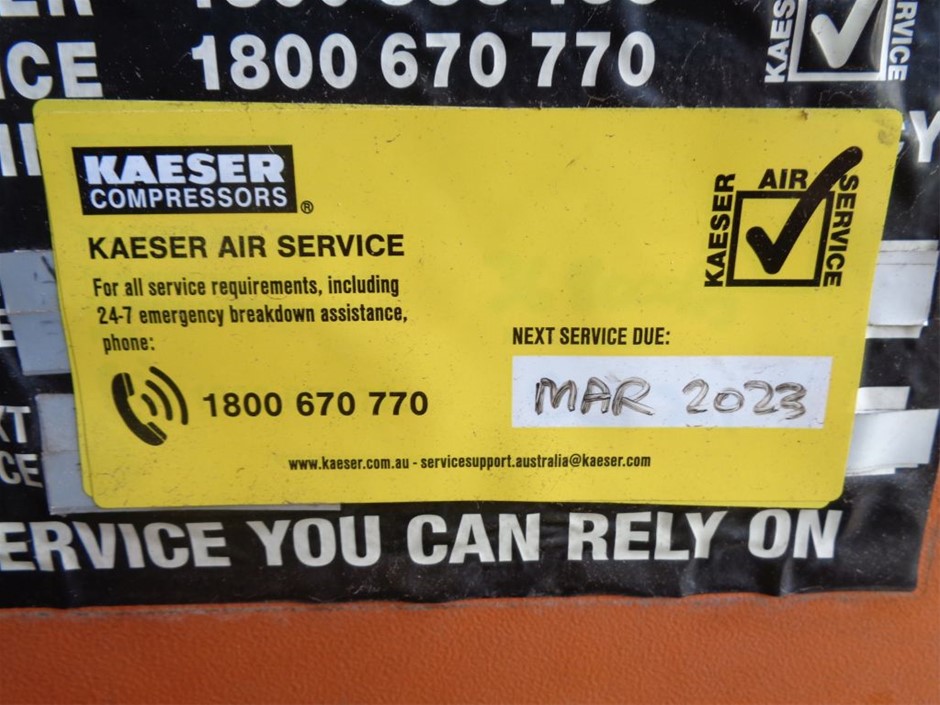 1800 670 770
KAESER
SERVICE
KAESER
COMPRESSORS®
KAESER AIR SERVICE
For all service requirements, including
24-7 emergency breakdown assistance,
phone:
1800 670 770
KAESER
AIR
SERVICE
NEXT SERVICE DUE:
MAR 2023
www.kaeser.com.au - servicesupport.australia@kaeser.com
YOU CAN RELY ON